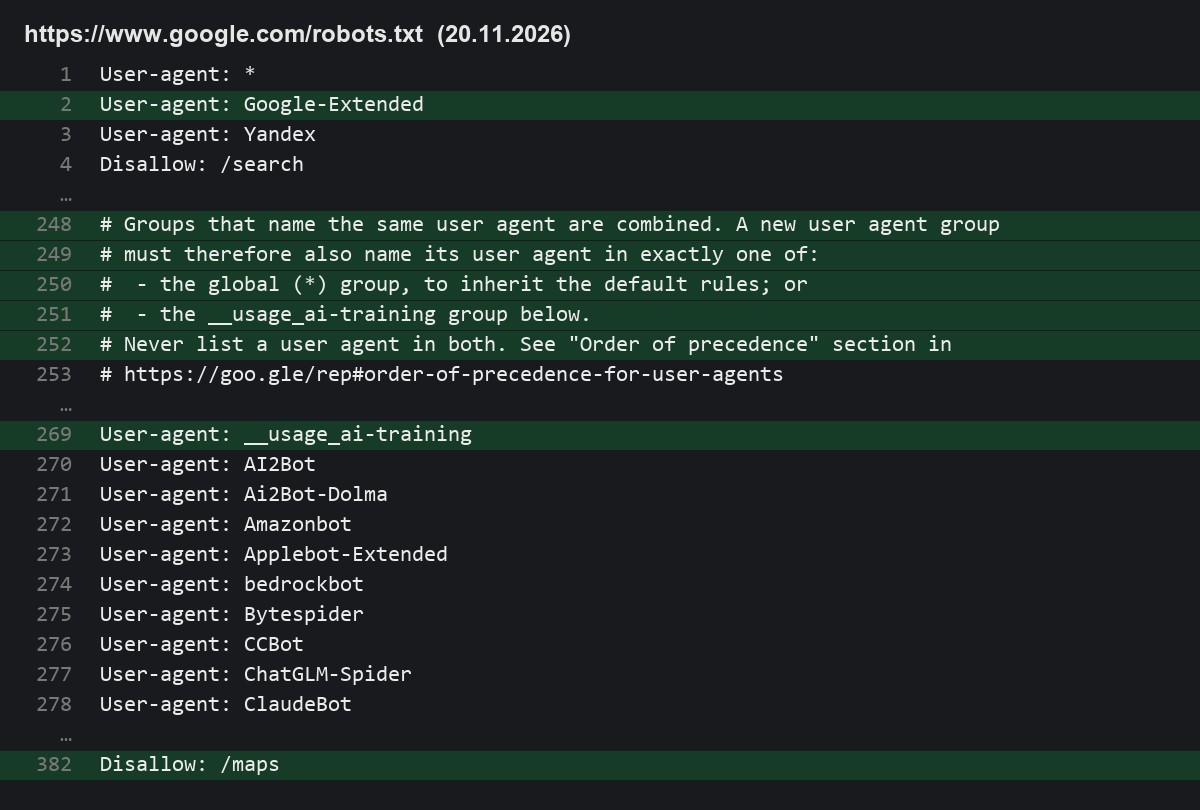 https://www.google.com/robots.txt (20.11.2026)
1 User-agent: *
2 User-agent: Google-Extended
3 User-agent: Yandex
4 Disallow: /search
…
248 # Groups that name the same user agent are combined. A new user agent group
249 # must therefore also name its user agent in exactly one of:
250 #  - the global (*) group, to inherit the default rules; or
251 #  - the __usage_ai-training group below.
252 # Never list a user agent in both. See "Order of precedence" section in
253 # https://goo.gle/rep#order-of-precedence-for-user-agents
…
269 User-agent: __usage_ai-training
270 User-agent: AI2Bot
271 User-agent: Ai2Bot-Dolma
272 User-agent: Amazonbot
273 User-agent: Applebot-Extended
274 User-agent: bedrockbot
275 User-agent: Bytespider
276 User-agent: CCBot
277 User-agent: ChatGLM-Spider
278 User-agent: ClaudeBot
…
382 Disallow: /maps